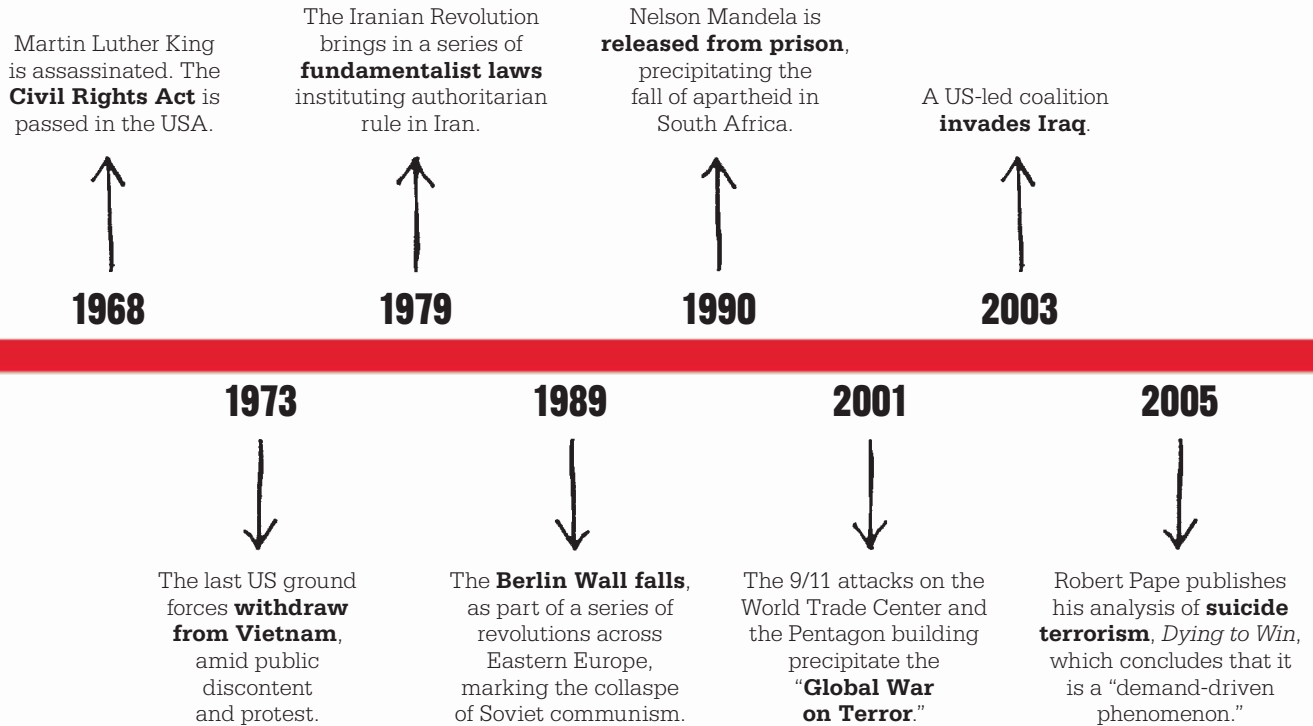 Martin Luther King
is assassinated. The
Civil Rights Act is
passed in the USA.
The Iranian Revolution
brings in a series of
fundamentalist laws
instituting authoritarian
rule in Iran.
Nelson Mandela is
released from prison,
precipitating the
fall of apartheid in
South Africa.
A US-led coalition
invades Iraq.
1968
1979
1990
2003
1973
1989
2001
2005
The last US ground
forces withdraw
from Vietnam,
amid public
discontent
and protest.
The Berlin Wall falls,
as part of a series of
revolutions across
Eastern Europe,
marking the collaspe
of Soviet communism.
The 9/11 attacks on the
World Trade Center and
the Pentagon building
precipitate the
“Global War
on Terror.”
Robert Pape publishes
his analysis of suicide
terrorism, Dying to Win,
which concludes that it
is a “demand-driven
phenomenon.”